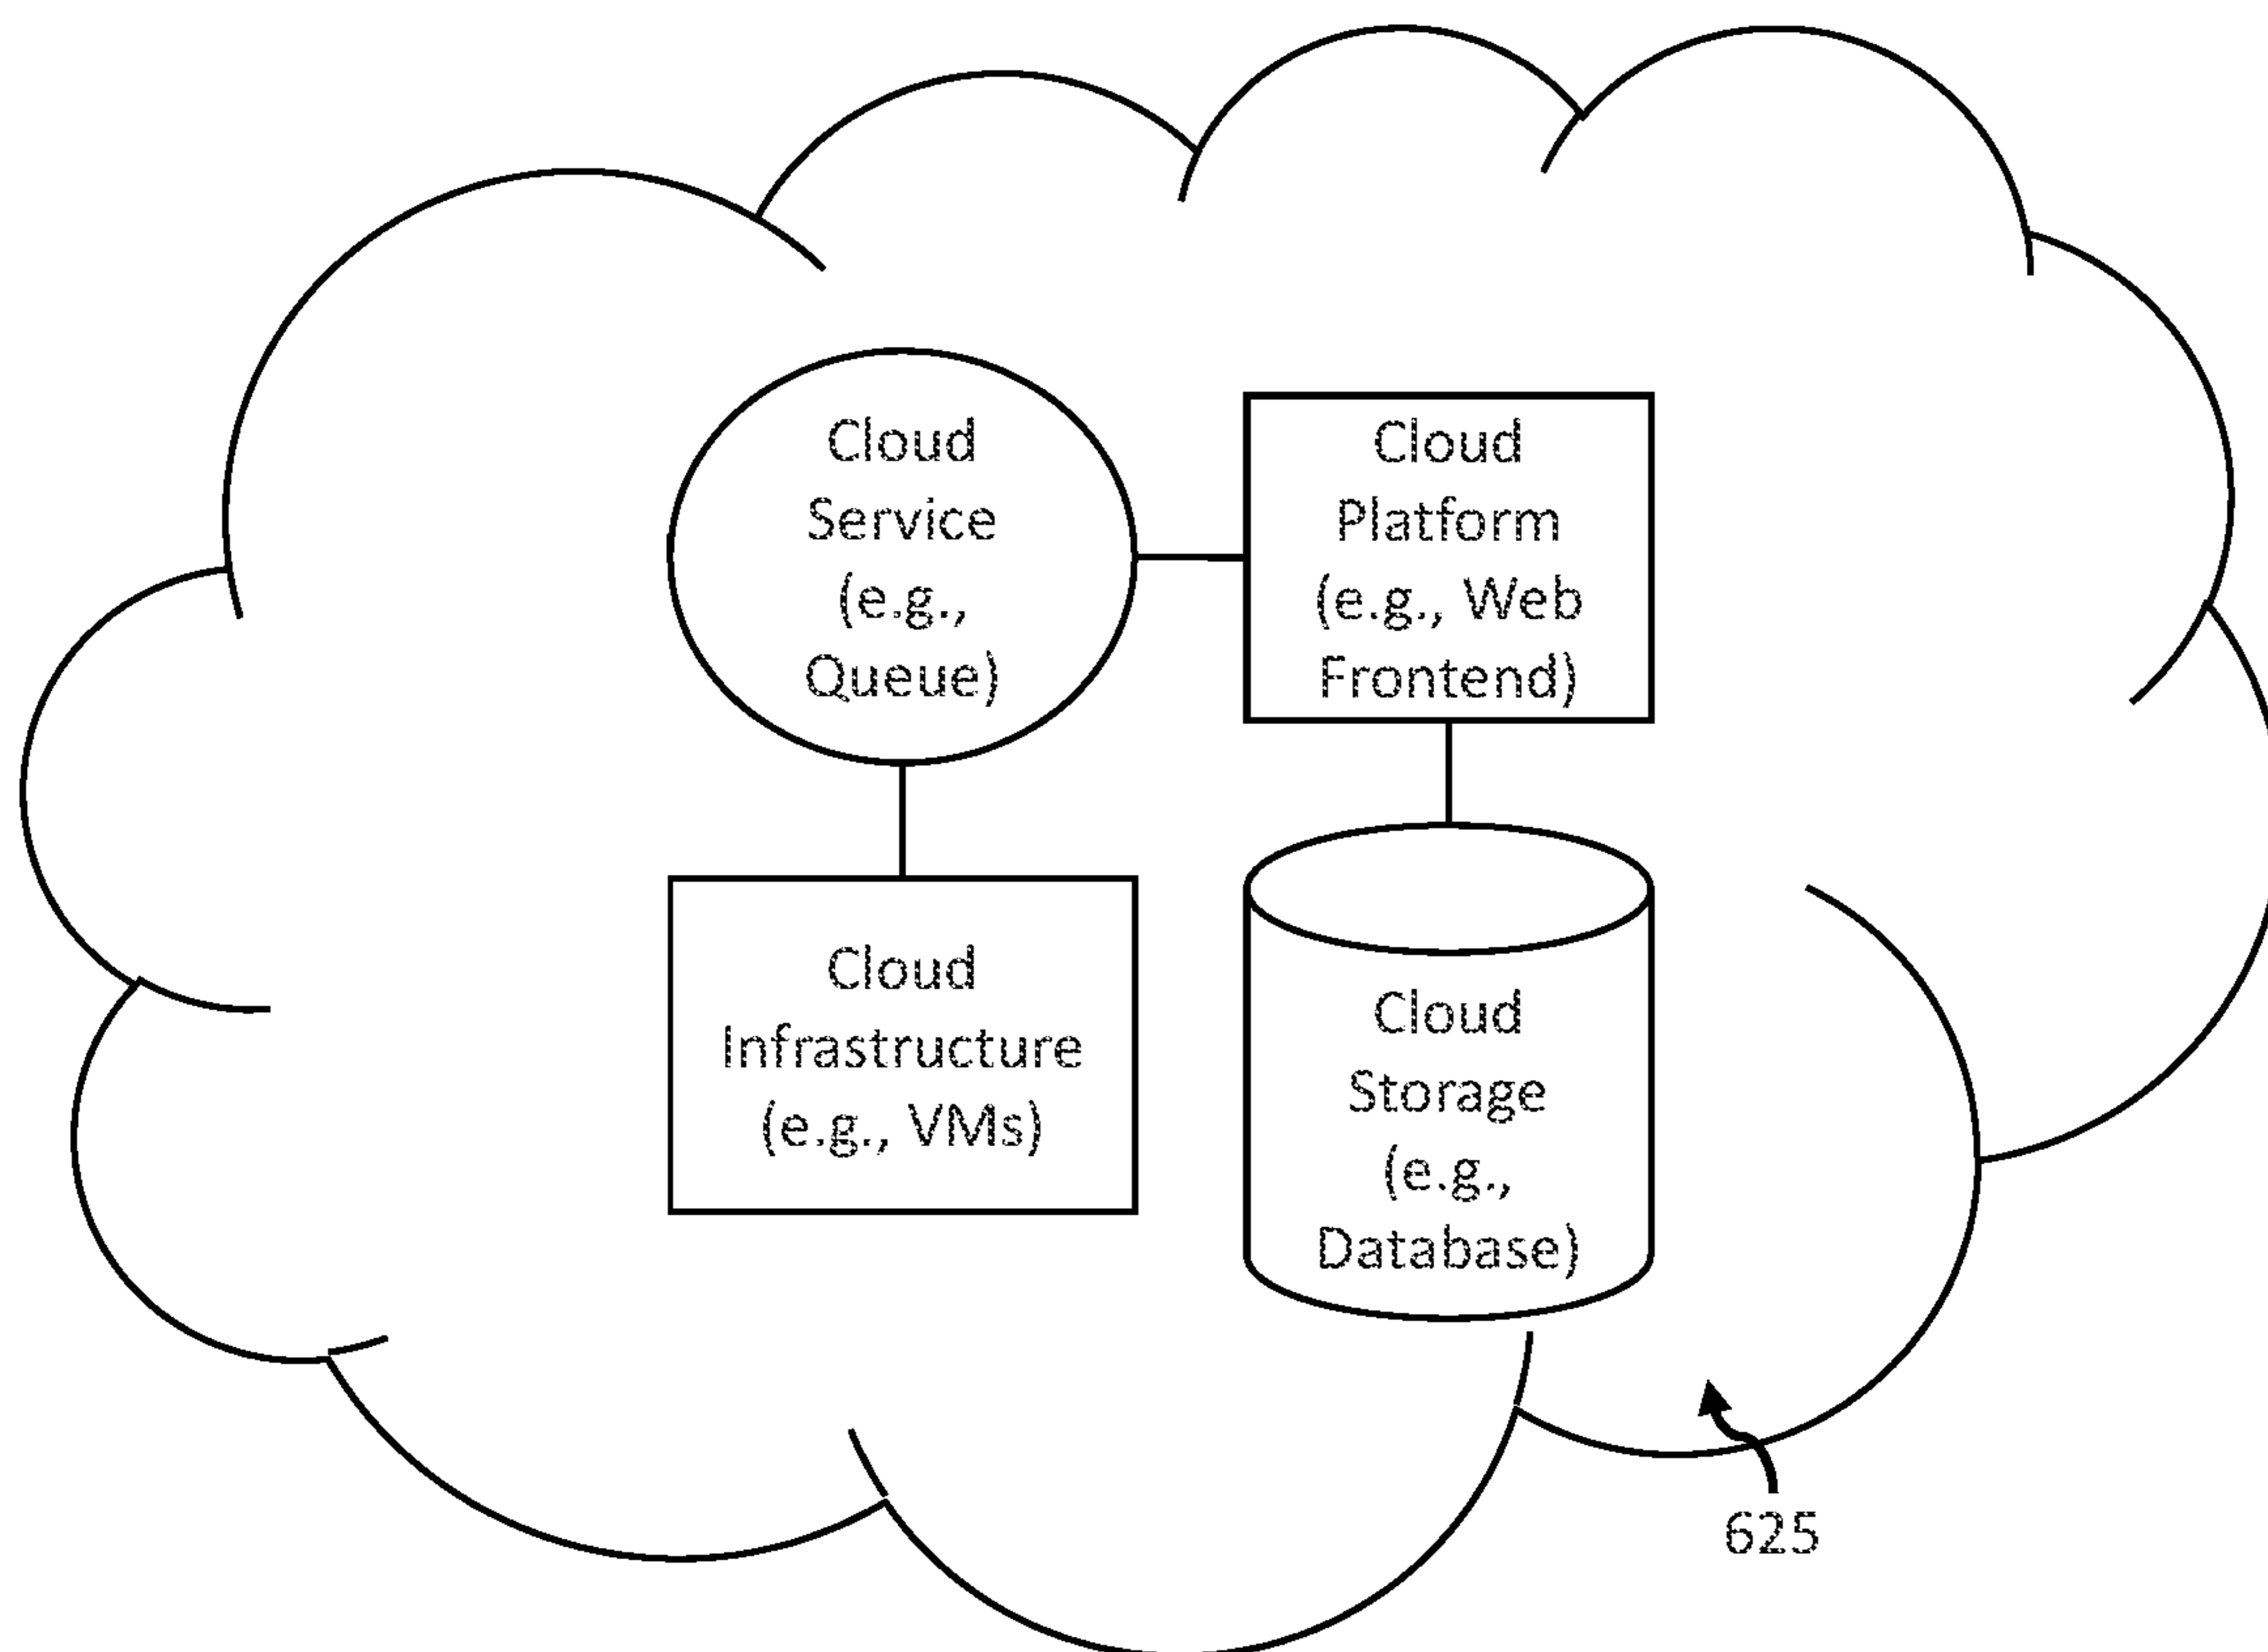 Cloud
Service
(e.g.,
Queue)
Cloud
Platform
(e.g., Web
Frontend)
Cloud
Infrastructure
(e.g., VMs)
Cloud
Storage
(e.g.,
Database)
625